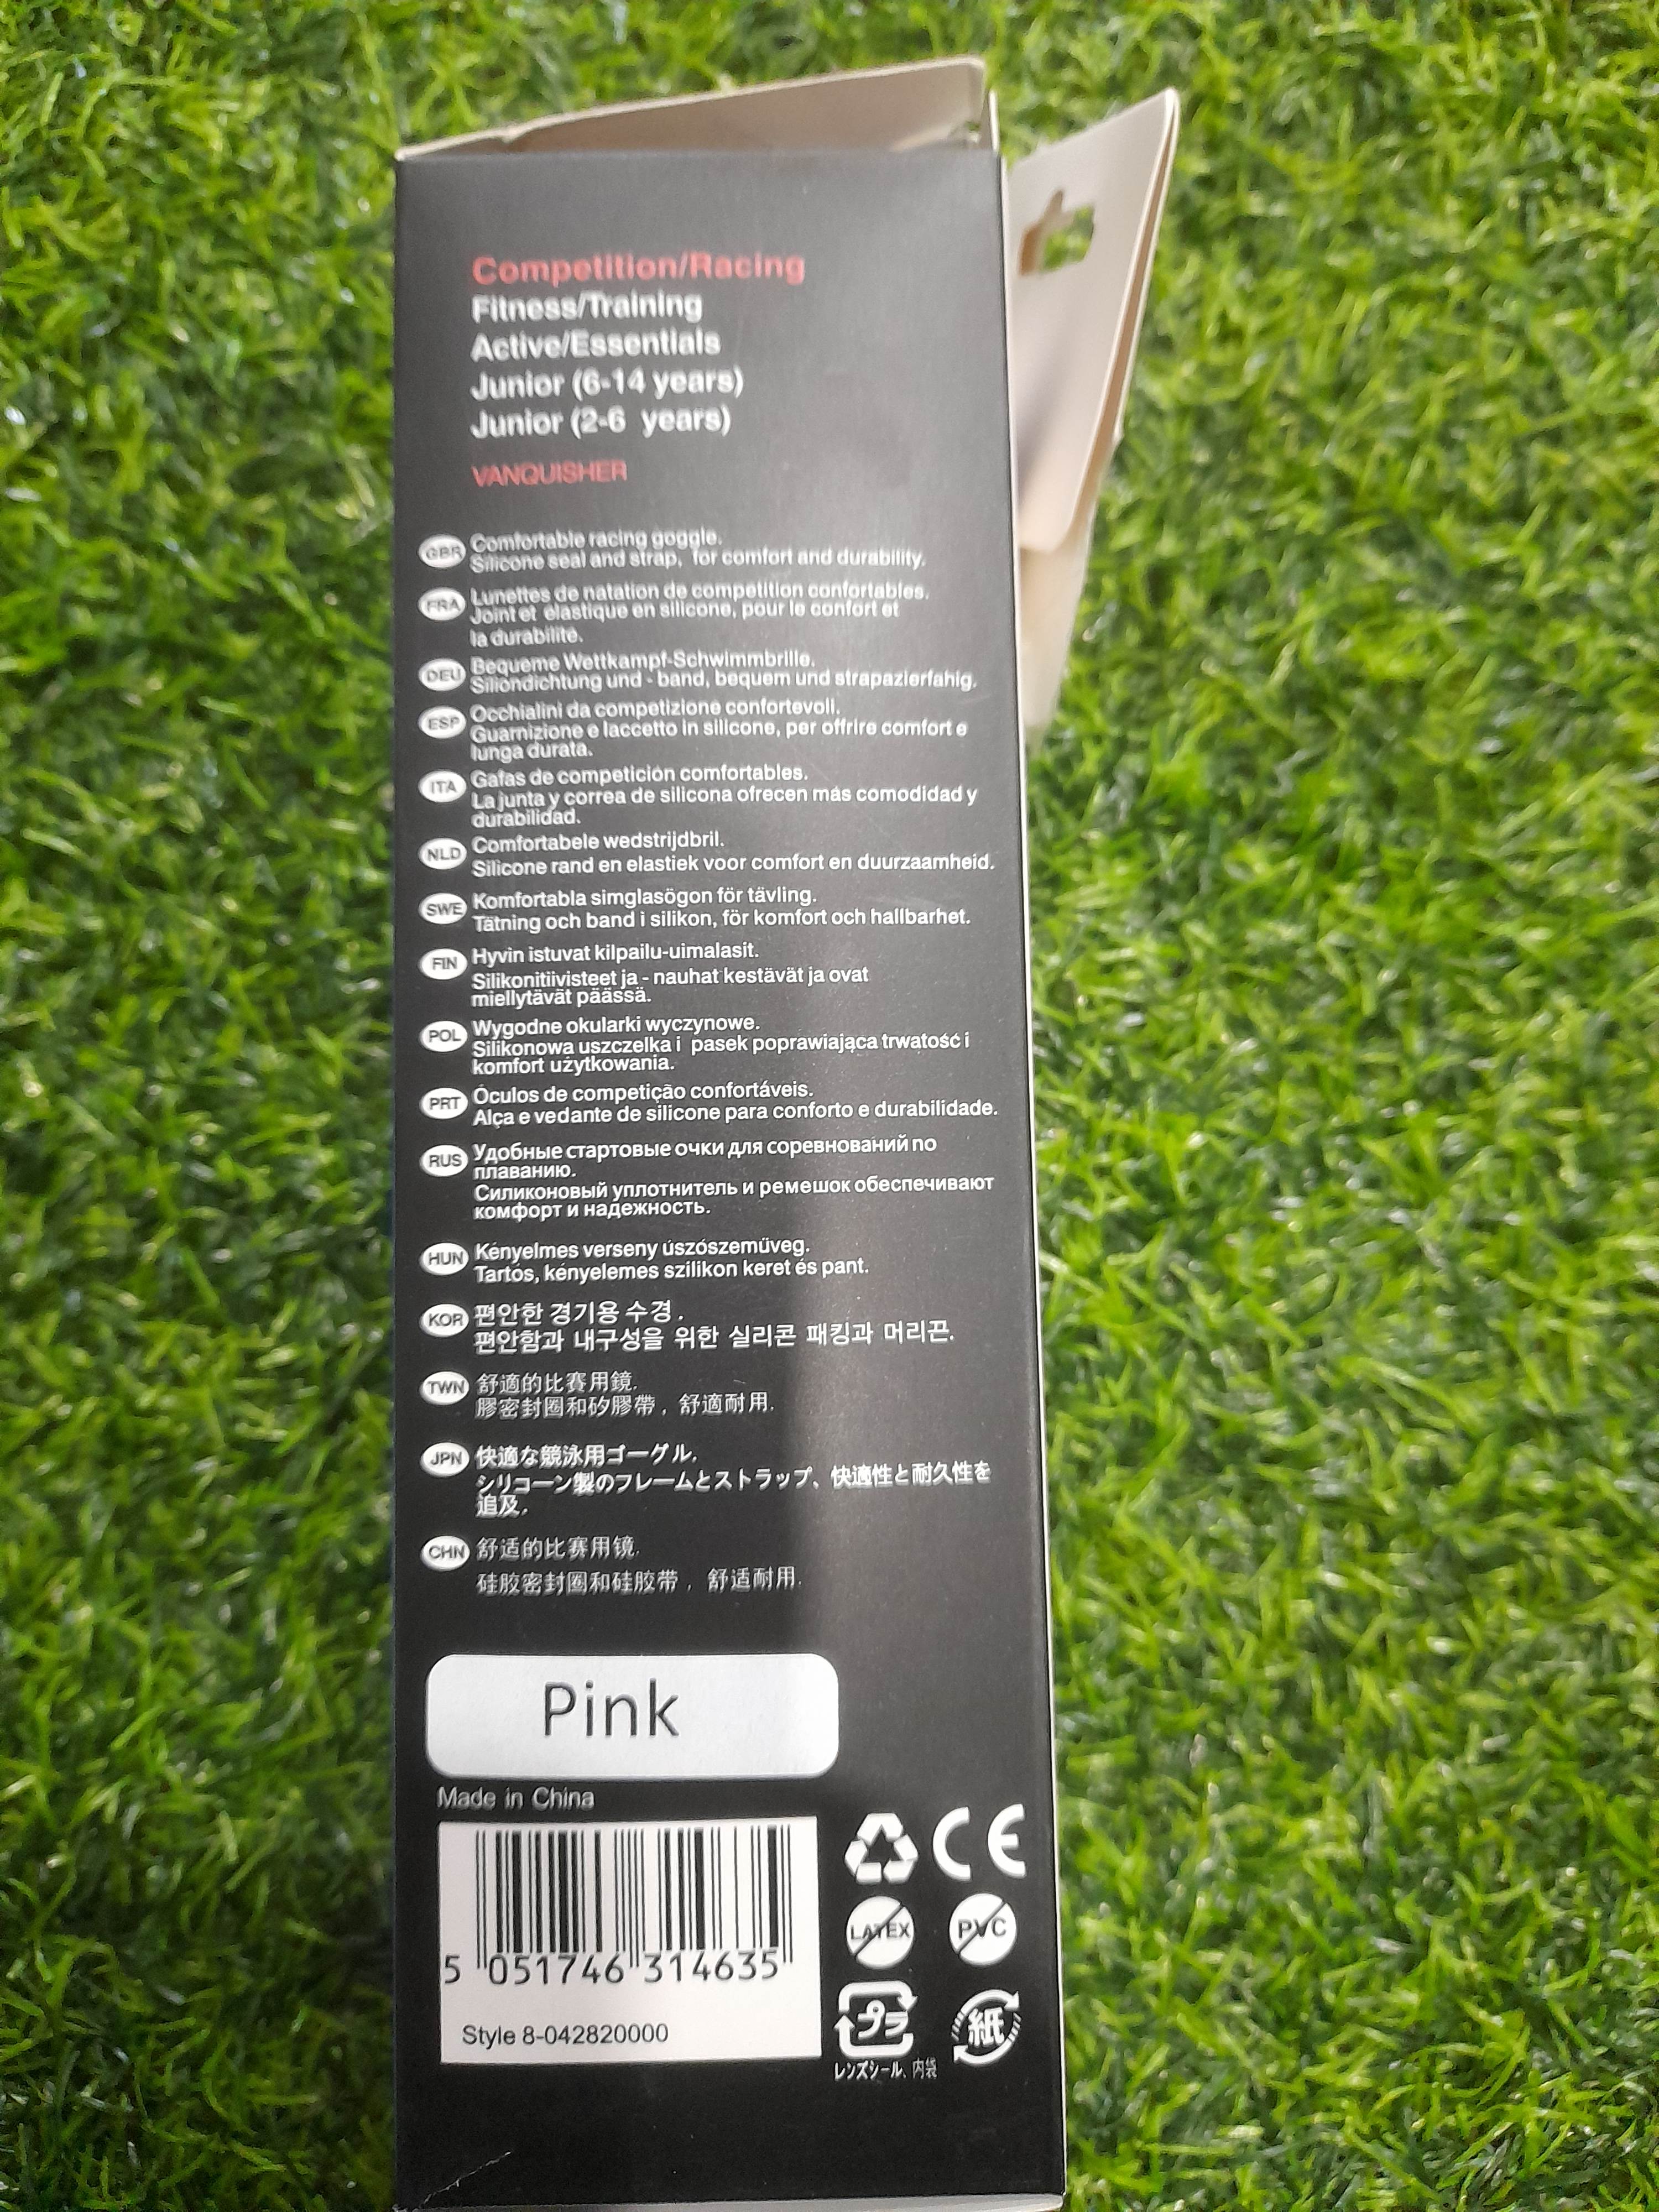 Competition/Racing
Fitness/Training
Active/Essentials
Junior (6-14 years)
Junior (2-6 years)
VANQUISHER
GBR Comfortable racing goggle.
Silicone seal and strap, for comfort and durability.
FRA Lunettes de natation de competition confortables.
Joint et elastique en silicone, pour le confort et
la durabilite.
DEU Bequeme Wettkampf-Schwimmbrille.
Siliondichtung und - band, bequem und strapazierfahig.
ESP Occhialini da competizione confortevoli.
Guarnizione e laccetto in silicone, per offrire comfort e
lunga durata.
ITA Gafas de competición comfortables.
La junta y correa de silicona ofrecen más comodidad y
durabilidad.
NLD Comfortabele wedstrijdbril.
Silicone rand en elastiek voor comfort en duurzaamheid.
SWE Komfortabla simglasögon för tävling.
Tätning och band i silikon, för komfort och hallbarhet.
FIN Hyvin istuvat kilpailu-uimalasit.
Silikonitiivisteet ja - nauhat kestävät ja ovat
miellytävät päässä.
POL Wygodne okularki wyczynowe.
Silikonowa uszczelka i pasek poprawiająca trwatość i
komfort użytkowania.
PRT Óculos de competição confortáveis.
Alça e vedante de silicone para conforto e durabilidade.
RUS Удобные стартовые очки для соревнований по
плаванию.
Силиконовый уплотнитель и ремешок обеспечивают
комфорт и надежность.
HUN Kényelmes verseny úszószemüveg.
Tartós, kényelemes szilikon keret és pant.
KOR 편안한 경기용 수경.
편안함과 내구성을 위한 실리콘 패킹과 머리끈.
TWN 舒適的比賽用鏡.
膠密封圈和矽膠帶, 舒適耐用.
JPN 快適な競泳用ゴーグル.
シリコーン製のフレームとストラップ、快適性と耐久性を
追及.
CHN 舒适的比赛用镜.
硅胶密封圈和硅胶带, 舒适耐用.
Pink
Made in China
CE
LATEX PVC
5 051746 314635
プラ 紙
Style 8-042820000
レンズシール、内袋